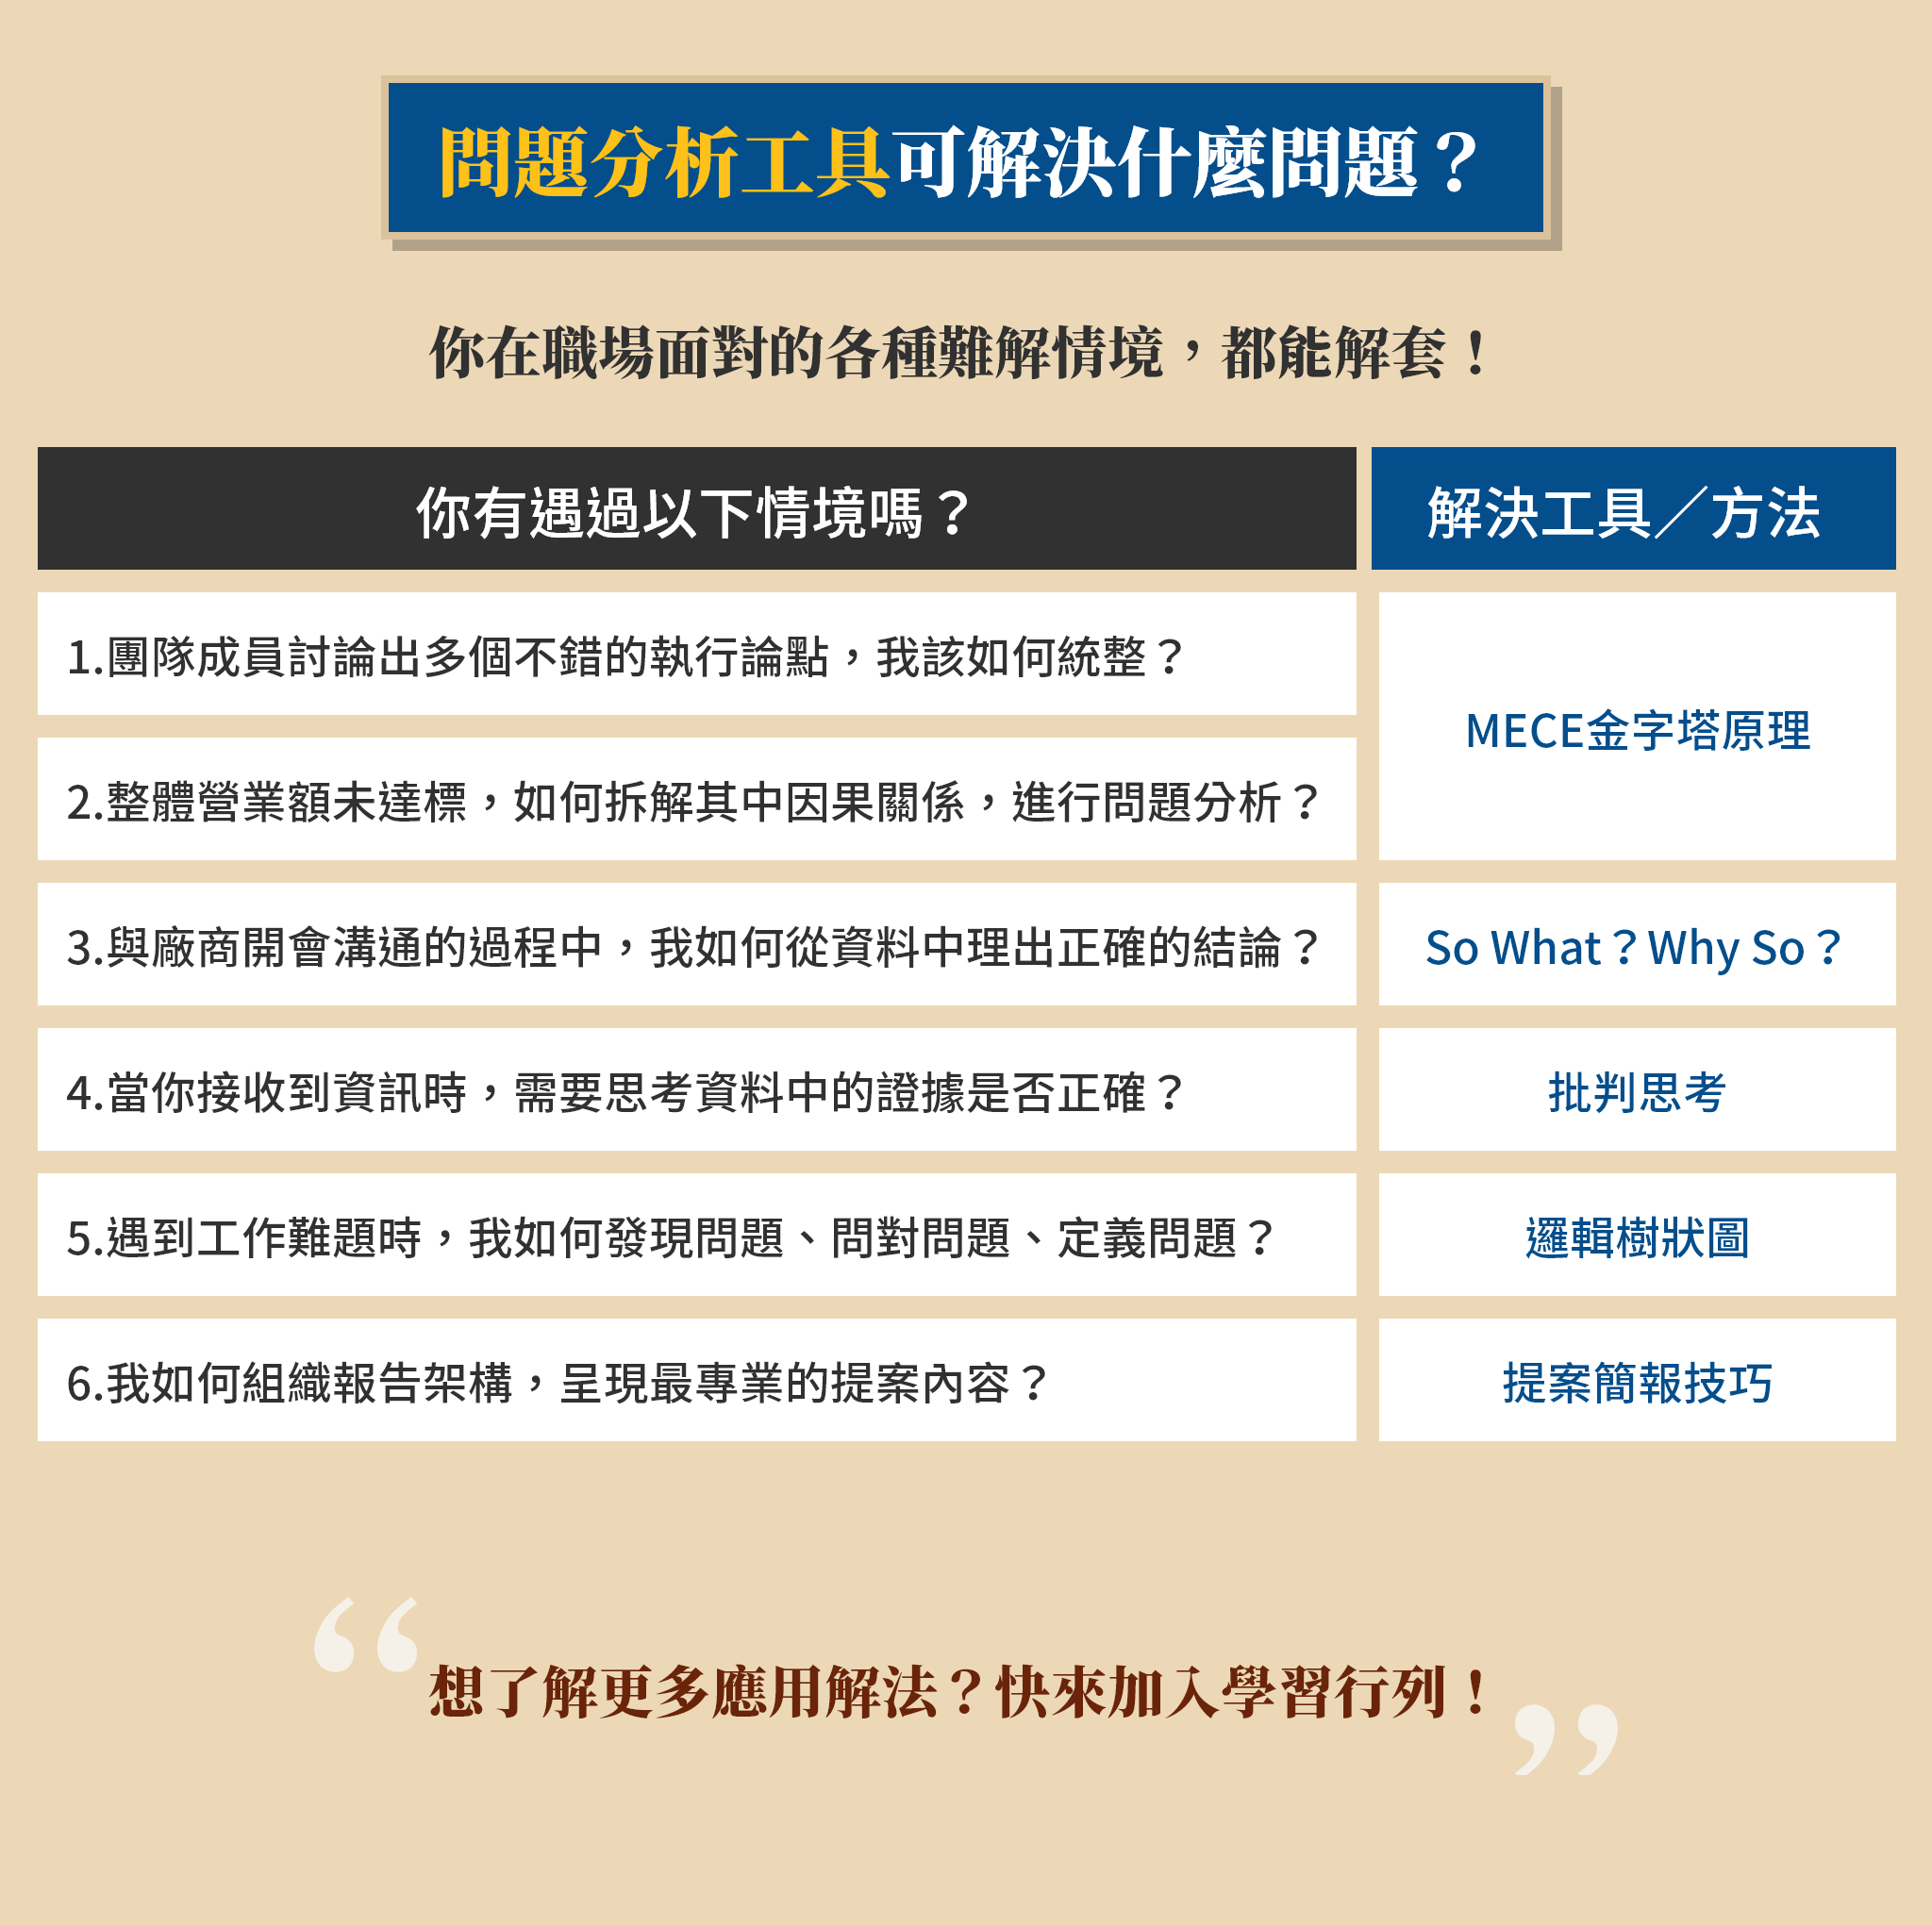 問題分析工具可解決什麼問題？
你在職場面對的各種難解情境，都能解套！
你有遇過以下情境嗎？
解決工具／方法
1.團隊成員討論出多個不錯的執行論點，我該如何統整？
MECE金字塔原理
2.整體營業額未達標，如何拆解其中因果關係，進行問題分析？
3.與廠商開會溝通的過程中，我如何從資料中理出正確的結論？
So What？Why So？
4.當你接收到資訊時，需要思考資料中的證據是否正確？
批判思考
5.遇到工作難題時，我如何發現問題、問對問題、定義問題？
邏輯樹狀圖
6.我如何組織報告架構，呈現最專業的提案內容？
提案簡報技巧
“想了解更多應用解法？快來加入學習行列！”